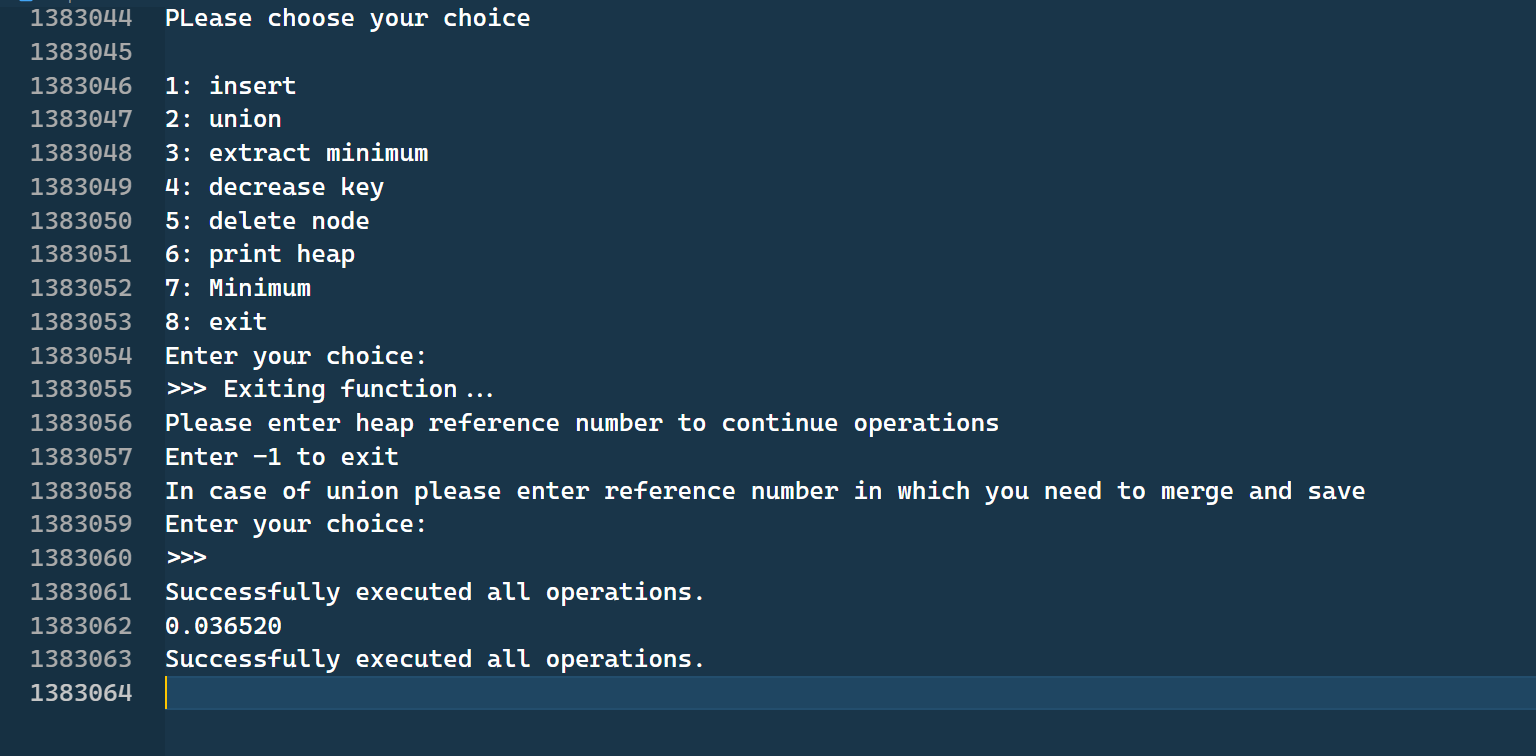 1383044 PLease choose your choice
1383045
1383046 1: insert
1383047 2: union
1383048 3: extract minimum
1383049 4: decrease key
1383050 5: delete node
1383051 6: print heap
1383052 7: Minimum
1383053 8: exit
1383054 Enter your choice:
1383055 >>> Exiting function...
1383056 Please enter heap reference number to continue operations
1383057 Enter -1 to exit
1383058 In case of union please enter reference number in which you need to merge and save
1383059 Enter your choice:
1383060 >>>
1383061 Successfully executed all operations.
1383062 0.036520
1383063 Successfully executed all operations.
1383064